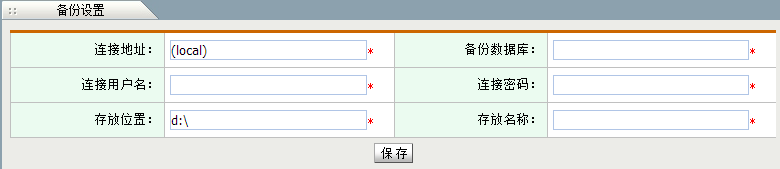 备份设置
连接地址： (local) * 备份数据库： *
连接用户名： * 连接密码： *
存放位置： d:\ * 存放名称： *
保存